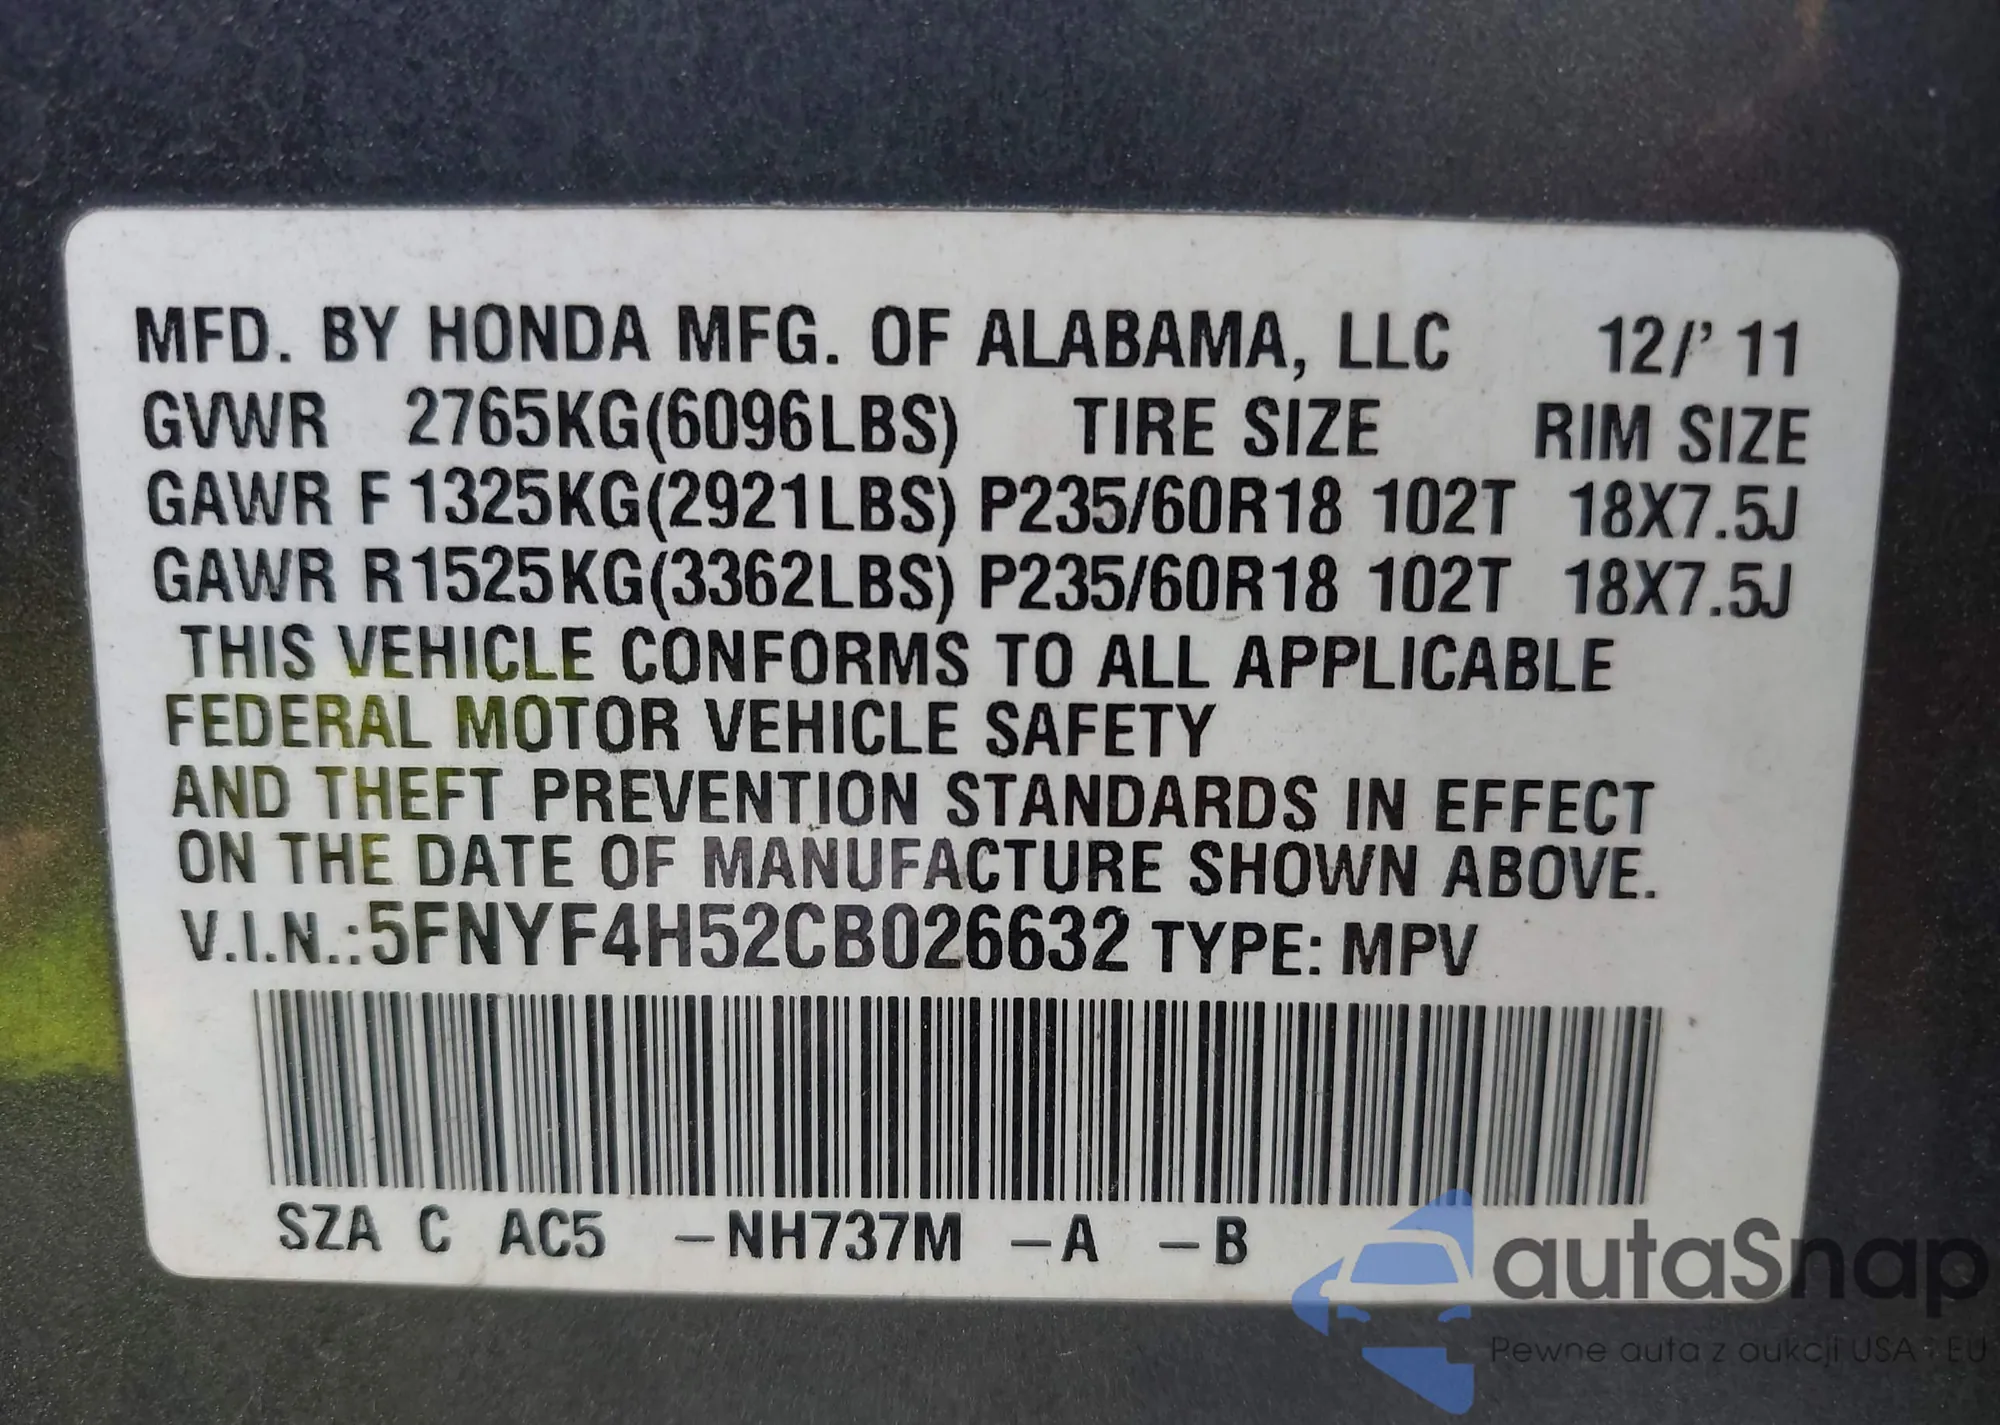 MFD. BY HONDA MFG. OF ALABAMA, LLC 12/' 11
GVWR 2765KG(6096LBS) TIRE SIZE RIM SIZE
GAWR F 1325KG(2921LBS) P235/60R18 102T 18X7.5J
GAWR R1525KG(3362LBS) P235/60R18 102T 18X7.5J
THIS VEHICLE CONFORMS TO ALL APPLICABLE
FEDERAL MOTOR VEHICLE SAFETY
AND THEFT PREVENTION STANDARDS IN EFFECT
ON THE DATE OF MANUFACTURE SHOWN ABOVE.
V.I.N.:5FNYF4H52CB026632 TYPE: MPV
SZA C AC5 -NH737M -A -B
autaSnap
Pewne auta z aukcji USA i EU